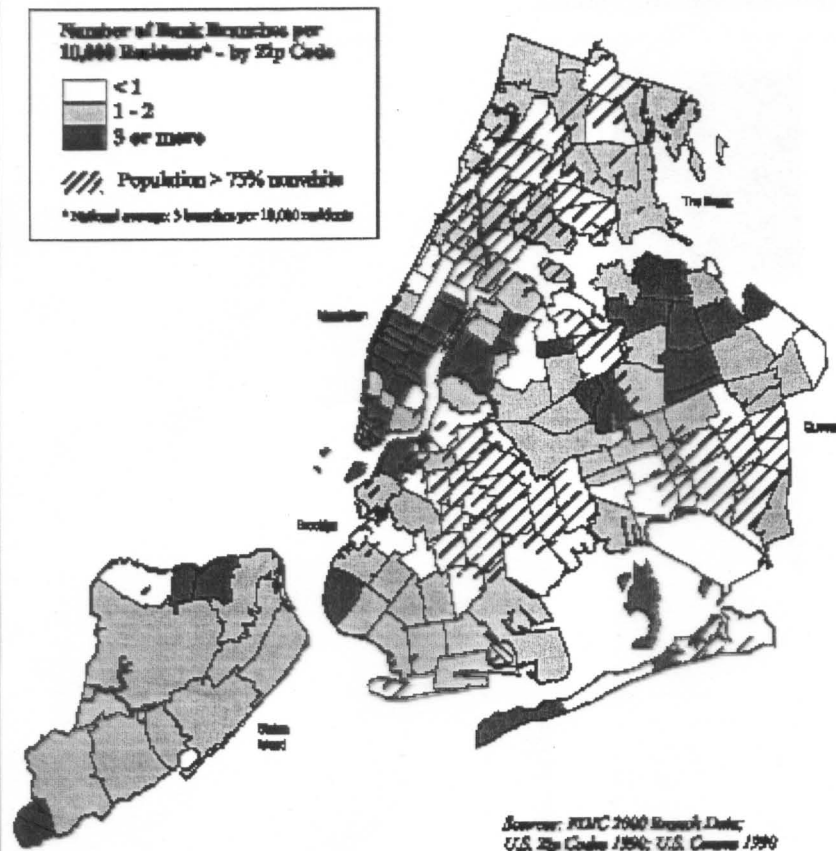 Number of Bank Branches per
10,000 Residents* - by Zip Code
< 1
1 - 2
3 or more
Population > 75% nonwhite
* National average: 3 branches per 10,000 residents
The Bronx
Manhattan
Queens
Brooklyn
Staten
Island
Sources: FDIC 2000 Branch Data;
U.S. Zip Codes 1990; U.S. Census 1990